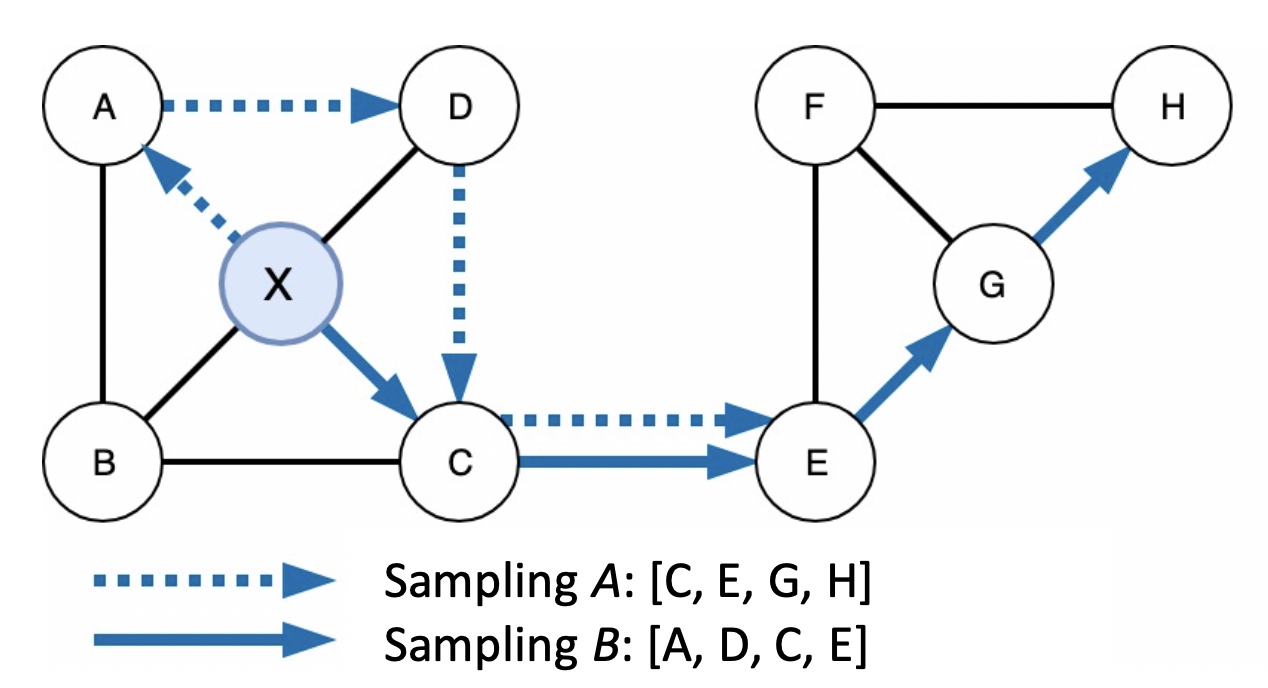 A
D
F
H
X
G
B
C
E
Sampling A: [C, E, G, H]
Sampling B: [A, D, C, E]